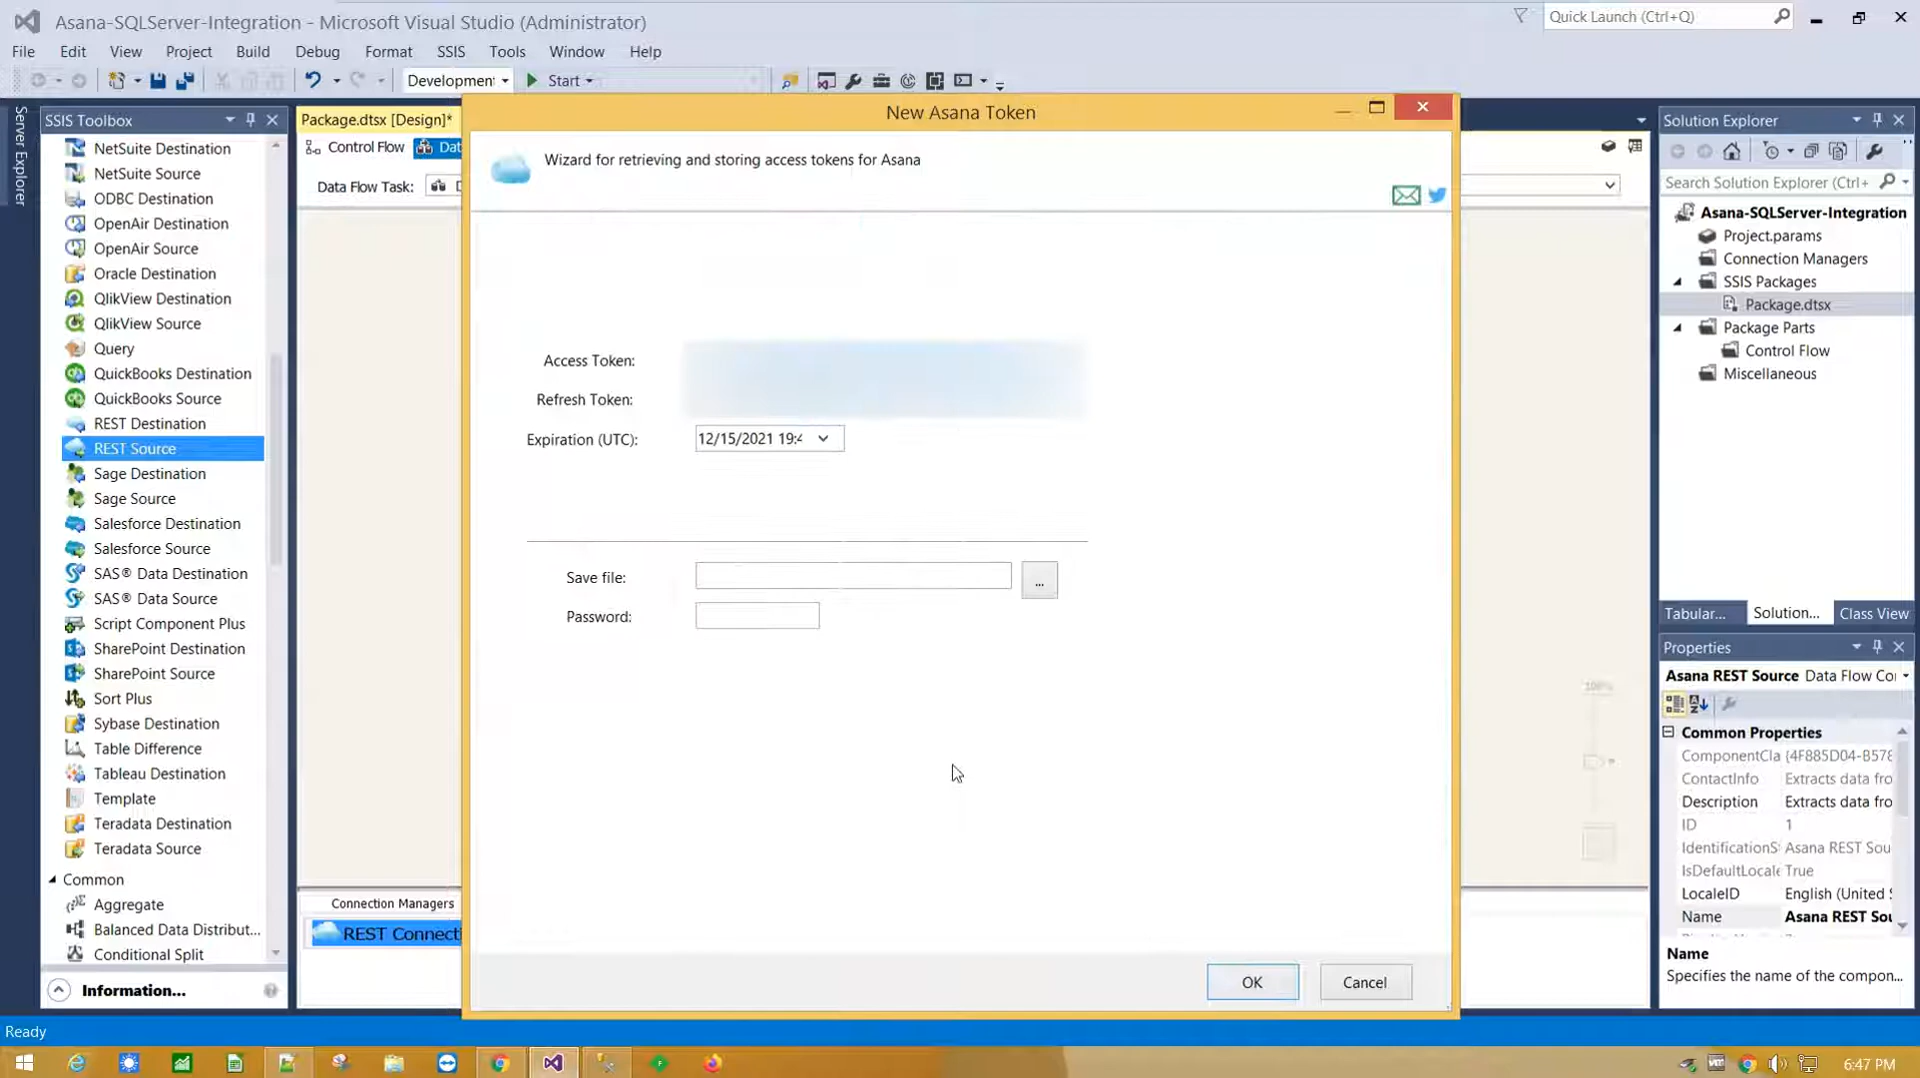 Asana-SQLServer-Integration - Microsoft Visual Studio (Administrator)
Quick Launch (Ctrl+Q)
File Edit View Project Build Debug Format SSIS Tools Window Help
Development Start
Server Explorer
SSIS Toolbox
NetSuite Destination
NetSuite Source
ODBC Destination
OpenAir Destination
OpenAir Source
Oracle Destination
QlikView Destination
QlikView Source
Query
QuickBooks Destination
QuickBooks Source
REST Destination
REST Source
Sage Destination
Sage Source
Salesforce Destination
Salesforce Source
SAS® Data Destination
SAS® Data Source
Script Component Plus
SharePoint Destination
SharePoint Source
Sort Plus
Sybase Destination
Table Difference
Tableau Destination
Template
Teradata Destination
Teradata Source
Common
Aggregate
Balanced Data Distribut...
Conditional Split
Information...
Package.dtsx [Design]*
Control Flow Dat
Data Flow Task:
Connection Managers
REST Connecti
New Asana Token
Wizard for retrieving and storing access tokens for Asana
Access Token:
Refresh Token:
Expiration (UTC): 12/15/2021 19:4
Save file:
...
Password:
OK Cancel
100%
Solution Explorer
Search Solution Explorer (Ctrl+
Asana-SQLServer-Integration
Project.params
Connection Managers
SSIS Packages
Package.dtsx
Package Parts
Control Flow
Miscellaneous
Tabular... Solution... Class View
Properties
Asana REST Source Data Flow Co
Common Properties
ComponentCla {4F885D04-B578
ContactInfo Extracts data fro
Description Extracts data fro
ID 1
IdentificationS Asana REST Sou
IsDefaultLocale True
LocaleID English (United S
Name Asana REST Sou
Name
Specifies the name of the compon...
Ready
6:47 PM